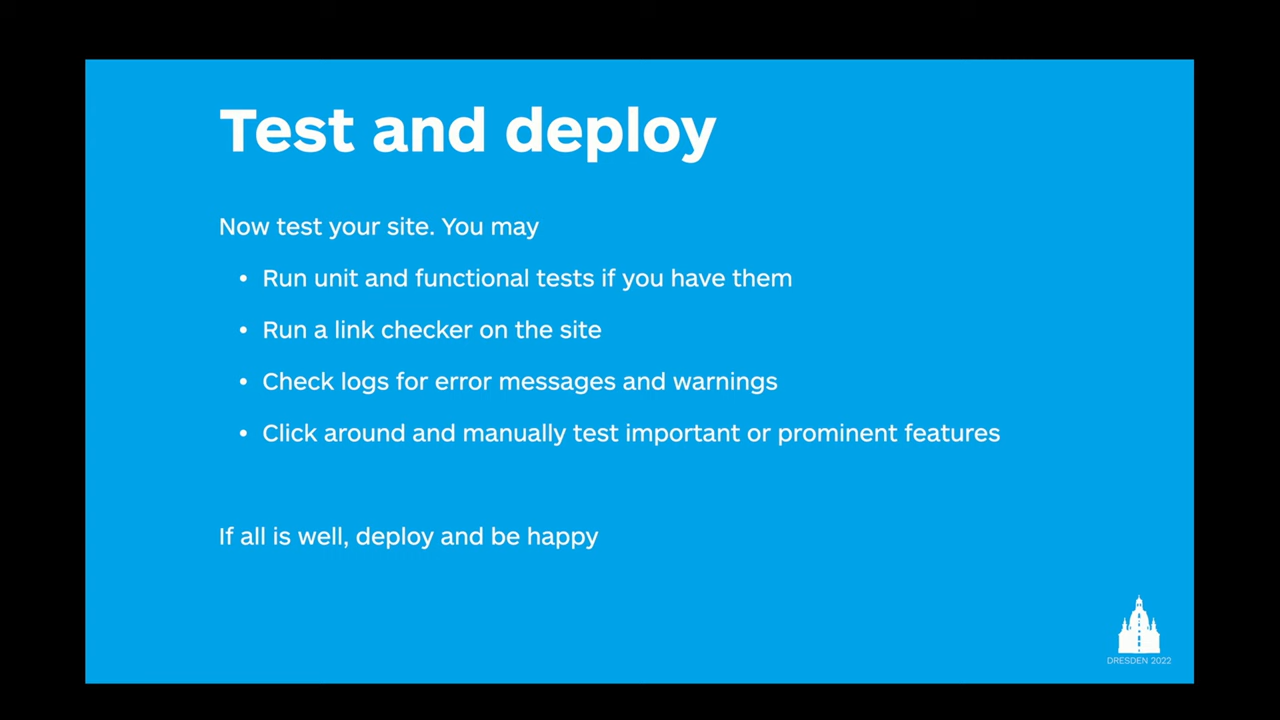 Test and deploy
Now test your site. You may
• Run unit and functional tests if you have them
• Run a link checker on the site
• Check logs for error messages and warnings
• Click around and manually test important or prominent features
If all is well, deploy and be happy
DRESDEN 2022